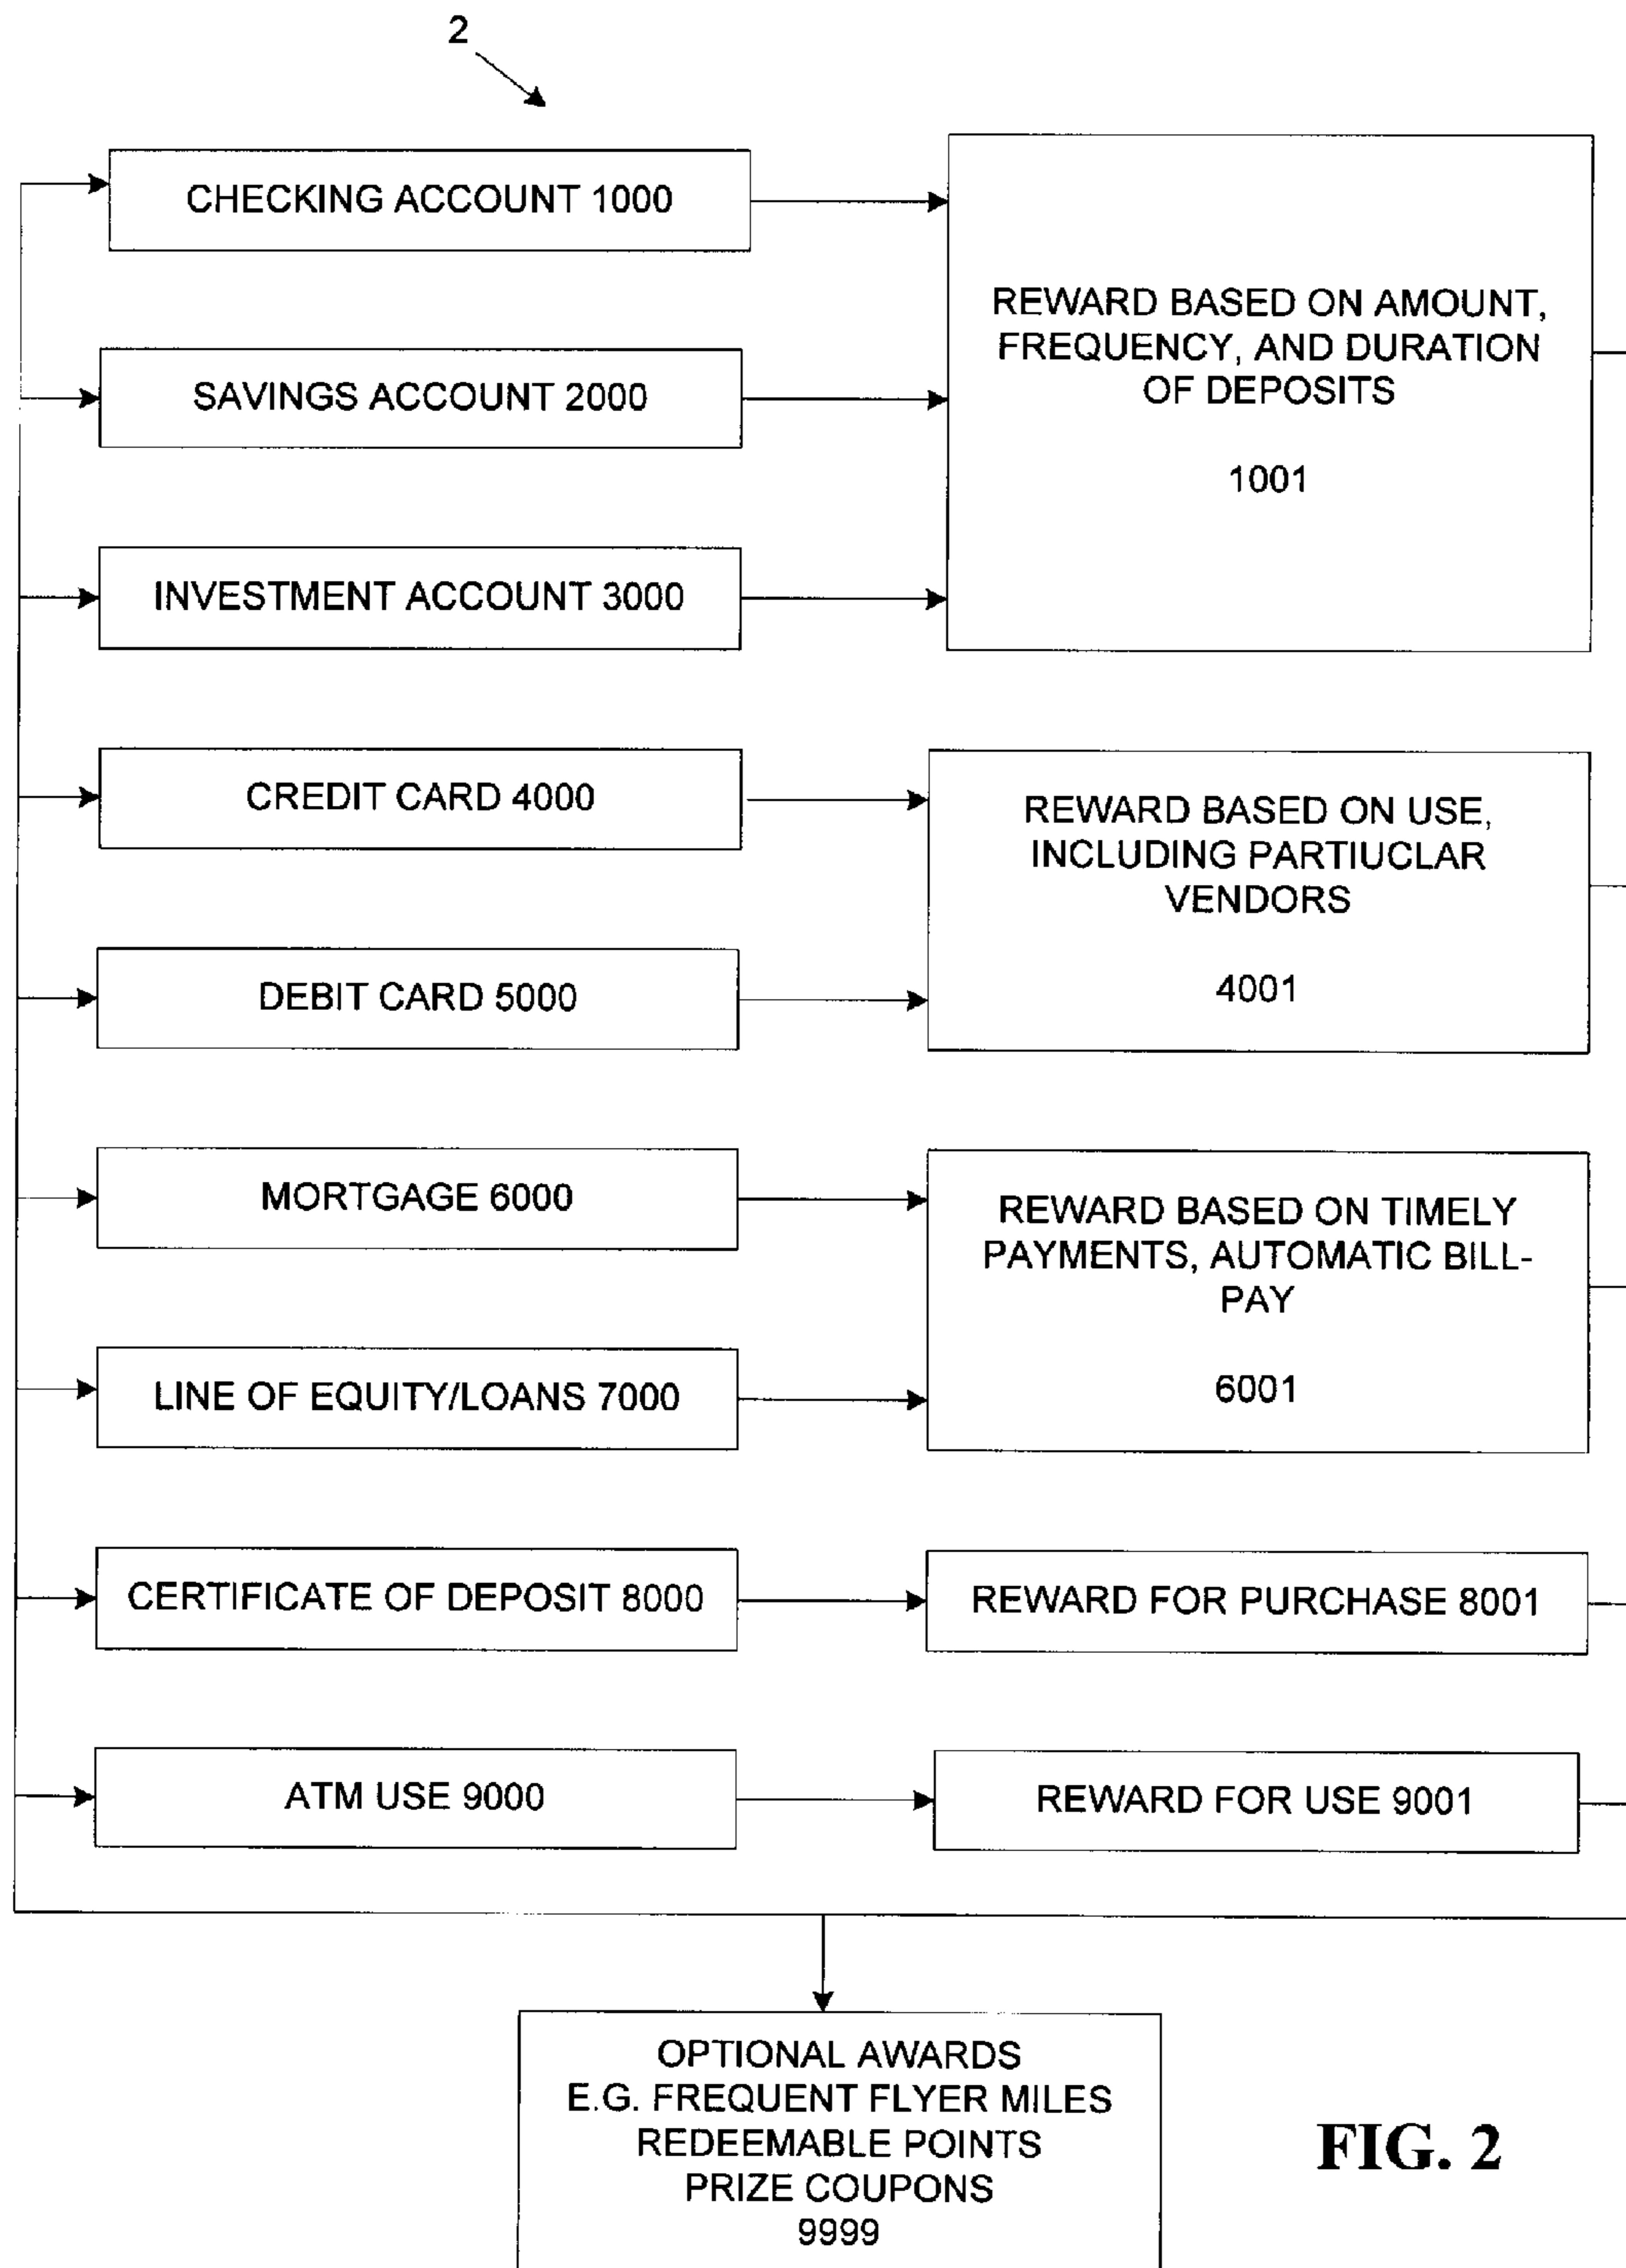 2
CHECKING ACCOUNT 1000
REWARD BASED ON AMOUNT,
FREQUENCY, AND DURATION
OF DEPOSITS
1001
SAVINGS ACCOUNT 2000
INVESTMENT ACCOUNT 3000
CREDIT CARD 4000
REWARD BASED ON USE,
INCLUDING PARTIUCLAR
VENDORS
4001
DEBIT CARD 5000
MORTGAGE 6000
REWARD BASED ON TIMELY
PAYMENTS, AUTOMATIC BILL-
PAY
6001
LINE OF EQUITY/LOANS 7000
CERTIFICATE OF DEPOSIT 8000
REWARD FOR PURCHASE 8001
ATM USE 9000
REWARD FOR USE 9001
OPTIONAL AWARDS
E.G. FREQUENT FLYER MILES
REDEEMABLE POINTS
PRIZE COUPONS
9999
FIG. 2